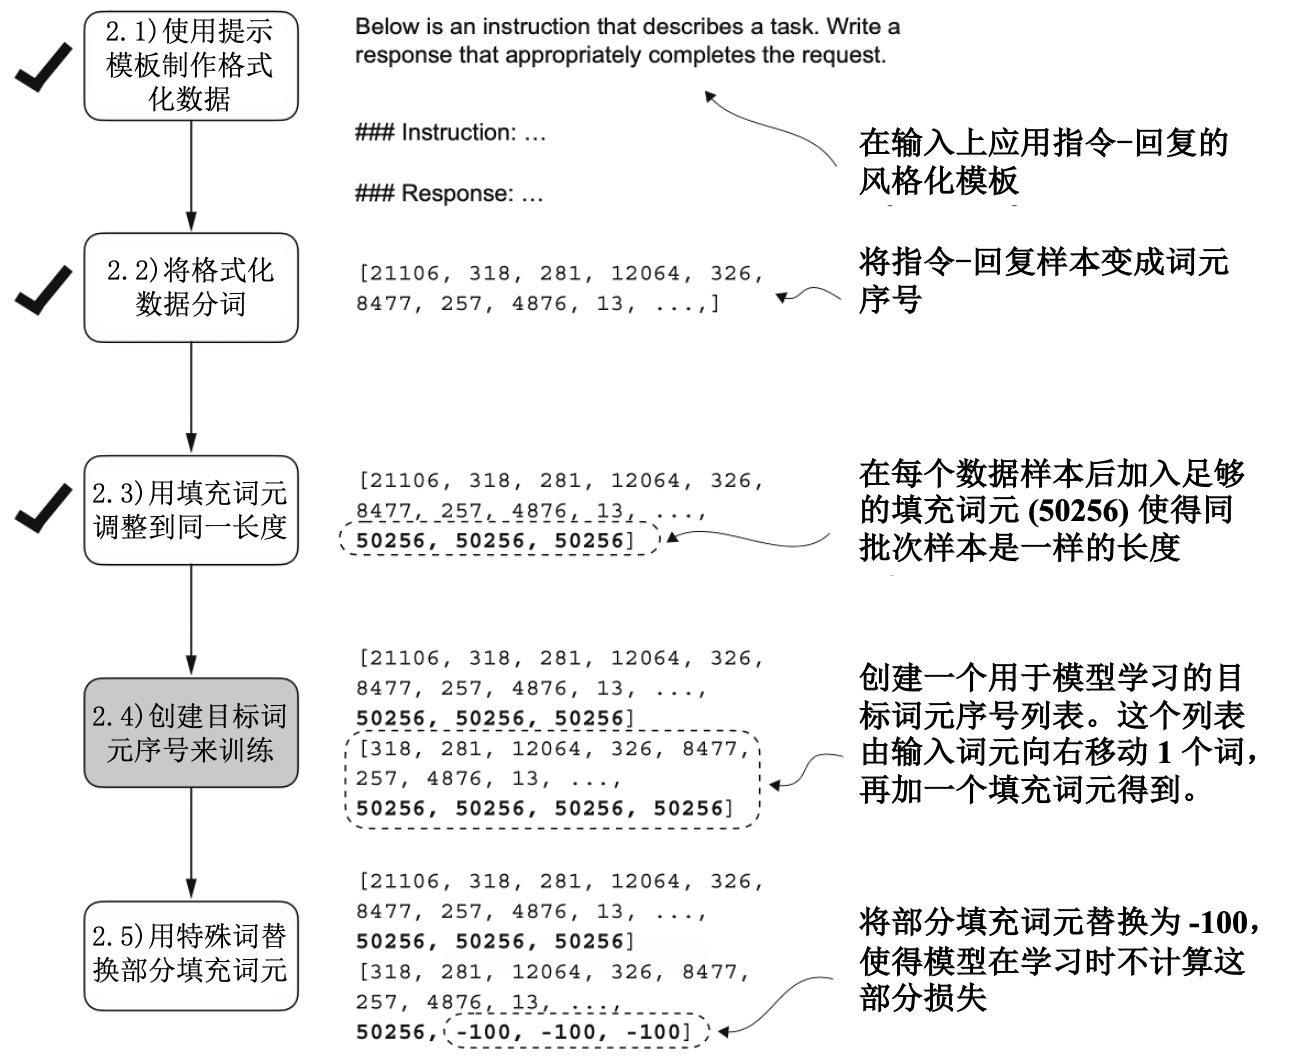 2.1)使用提示
模板制作格式
化数据
Below is an instruction that describes a task. Write a
response that appropriately completes the request.
### Instruction: …
### Response: …
在输入上应用指令-回复的
风格化模板
2.2)将格式化
数据分词
[21106, 318, 281, 12064, 326,
8477, 257, 4876, 13, ...,]
将指令-回复样本变成词元
序号
2.3)用填充词元
调整到同一长度
[21106, 318, 281, 12064, 326,
8477, 257, 4876, 13, ...,
50256, 50256, 50256]
在每个数据样本后加入足够
的填充词元 (50256) 使得同
批次样本是一样的长度
2.4)创建目标词
元序号来训练
[21106, 318, 281, 12064, 326,
8477, 257, 4876, 13, ...,
50256, 50256, 50256]
[318, 281, 12064, 326, 8477,
257, 4876, 13, ...,
50256, 50256, 50256, 50256]
创建一个用于模型学习的目
标词元序号列表。这个列表
由输入词元向右移动 1 个词，
再加一个填充词元得到。
2.5)用特殊词替
换部分填充词元
[21106, 318, 281, 12064, 326,
8477, 257, 4876, 13, ...,
50256, 50256, 50256]
[318, 281, 12064, 326, 8477,
257, 4876, 13, ...,
50256, -100, -100, -100]
将部分填充词元替换为 -100，
使得模型在学习时不计算这
部分损失